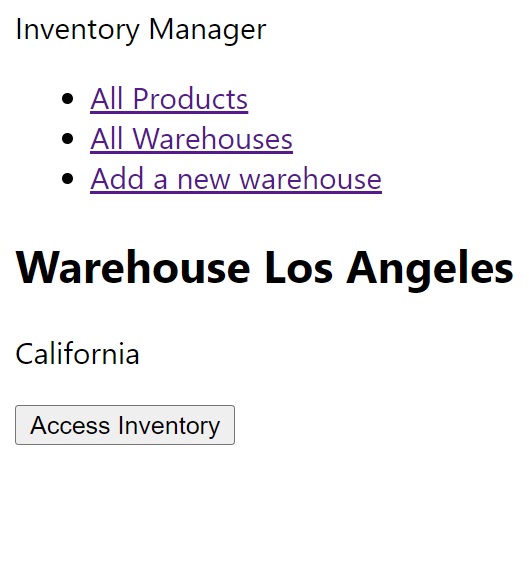 Inventory Manager
All Products
All Warehouses
Add a new warehouse
Warehouse Los Angeles
California
Access Inventory